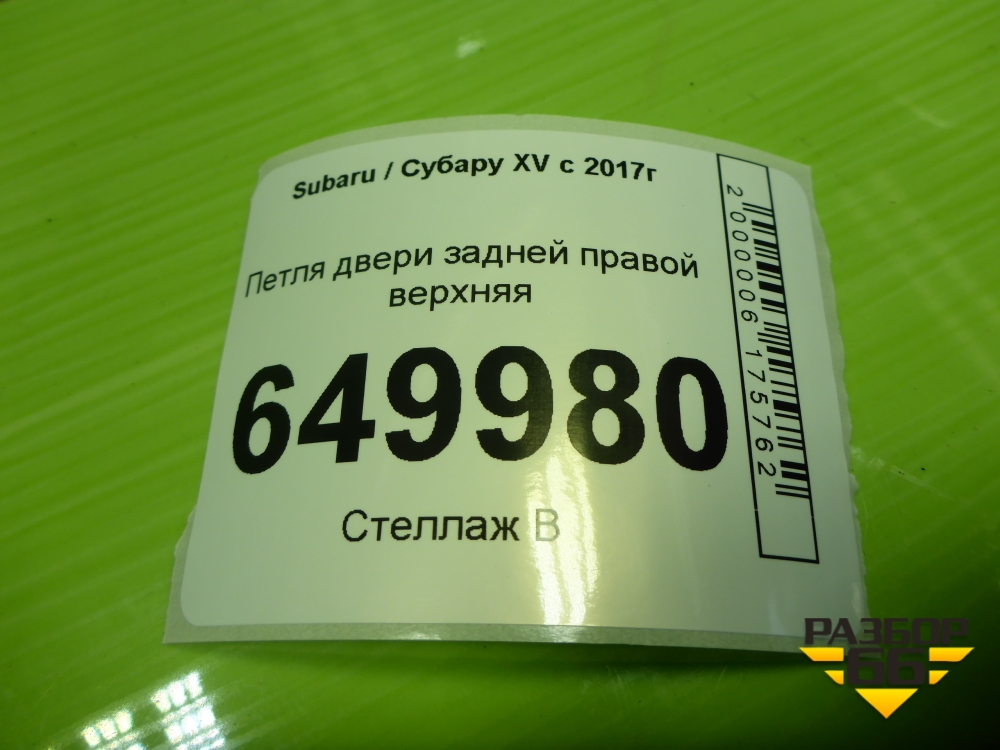 Subaru / Субару XV с 2017г
Петля двери задней правой
верхняя
649980
Стеллаж В
2000006175762
РАЗБОР
66